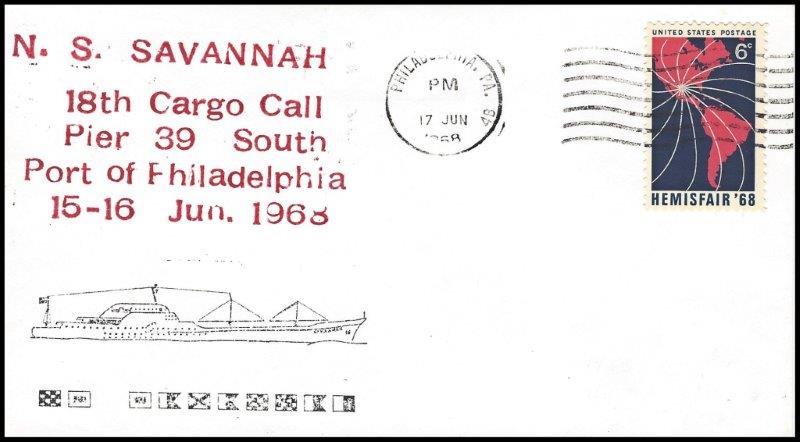 N. S. SAVANNAH
18th Cargo Call
Pier 39 South
Port of Philadelphia
15-16 Jun. 1968
PHILADELPHIA, PA.
PM
17 JUN
1968
48
UNITED STATES POSTAGE
6c
HEMISFAIR '68